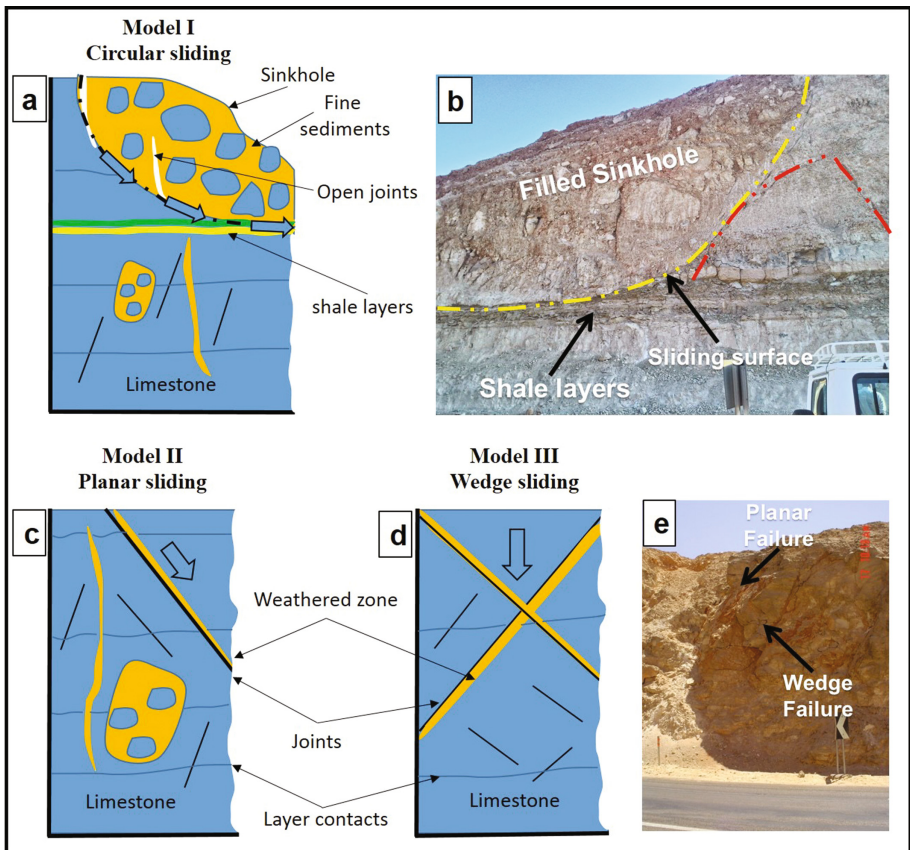 Model I
Circular sliding
a
Sinkhole
Fine
sediments
Open joints
shale layers
Limestone
b
Filled Sinkhole
Sliding surface
Shale layers
Model II
Planar sliding
c
Limestone
Model III
Wedge sliding
d
Weathered zone
Joints
Layer contacts
Limestone
e
Planar
Failure
Wedge
Failure